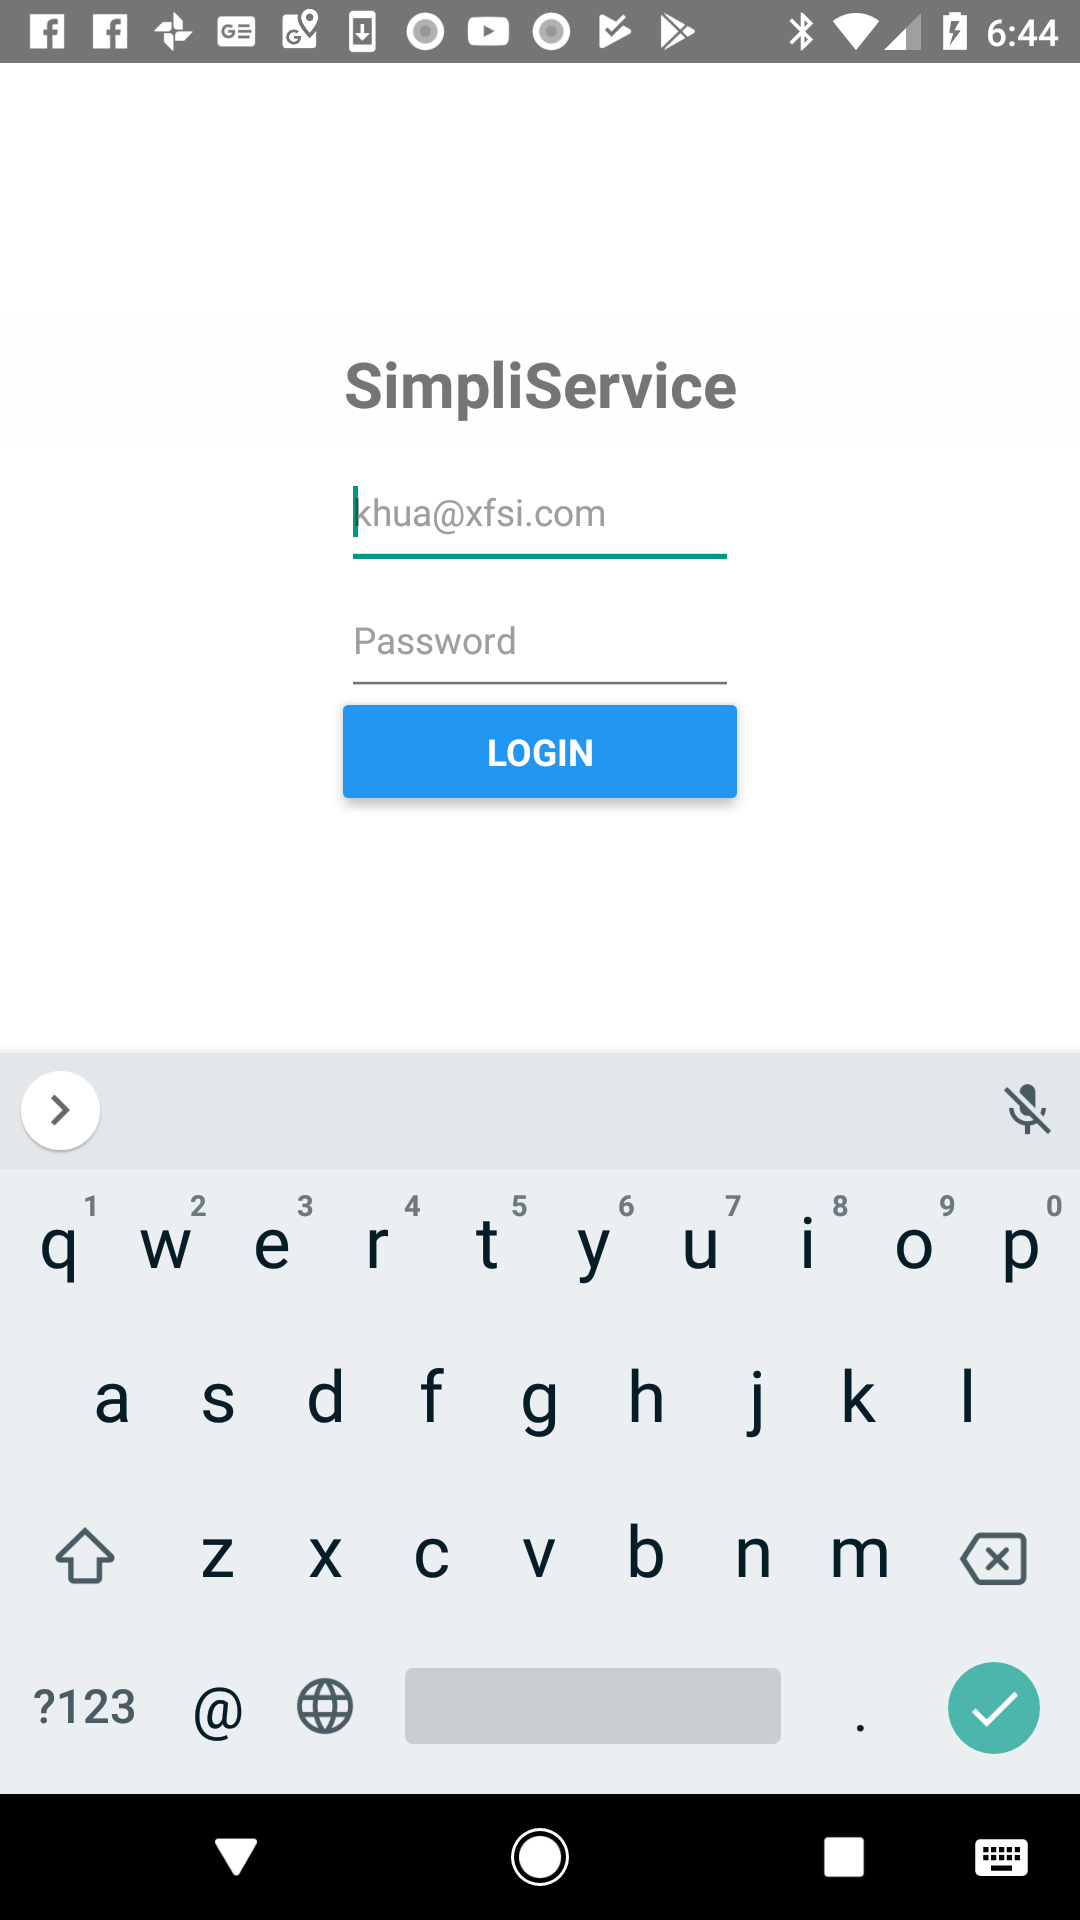 6:44
SimpliService
khua@xfsi.com
Password
LOGIN
1 2 3 4 5 6 7 8 9 0
q w e r t y u i o p
a s d f g h j k l
z x c v b n m
?123 @ .